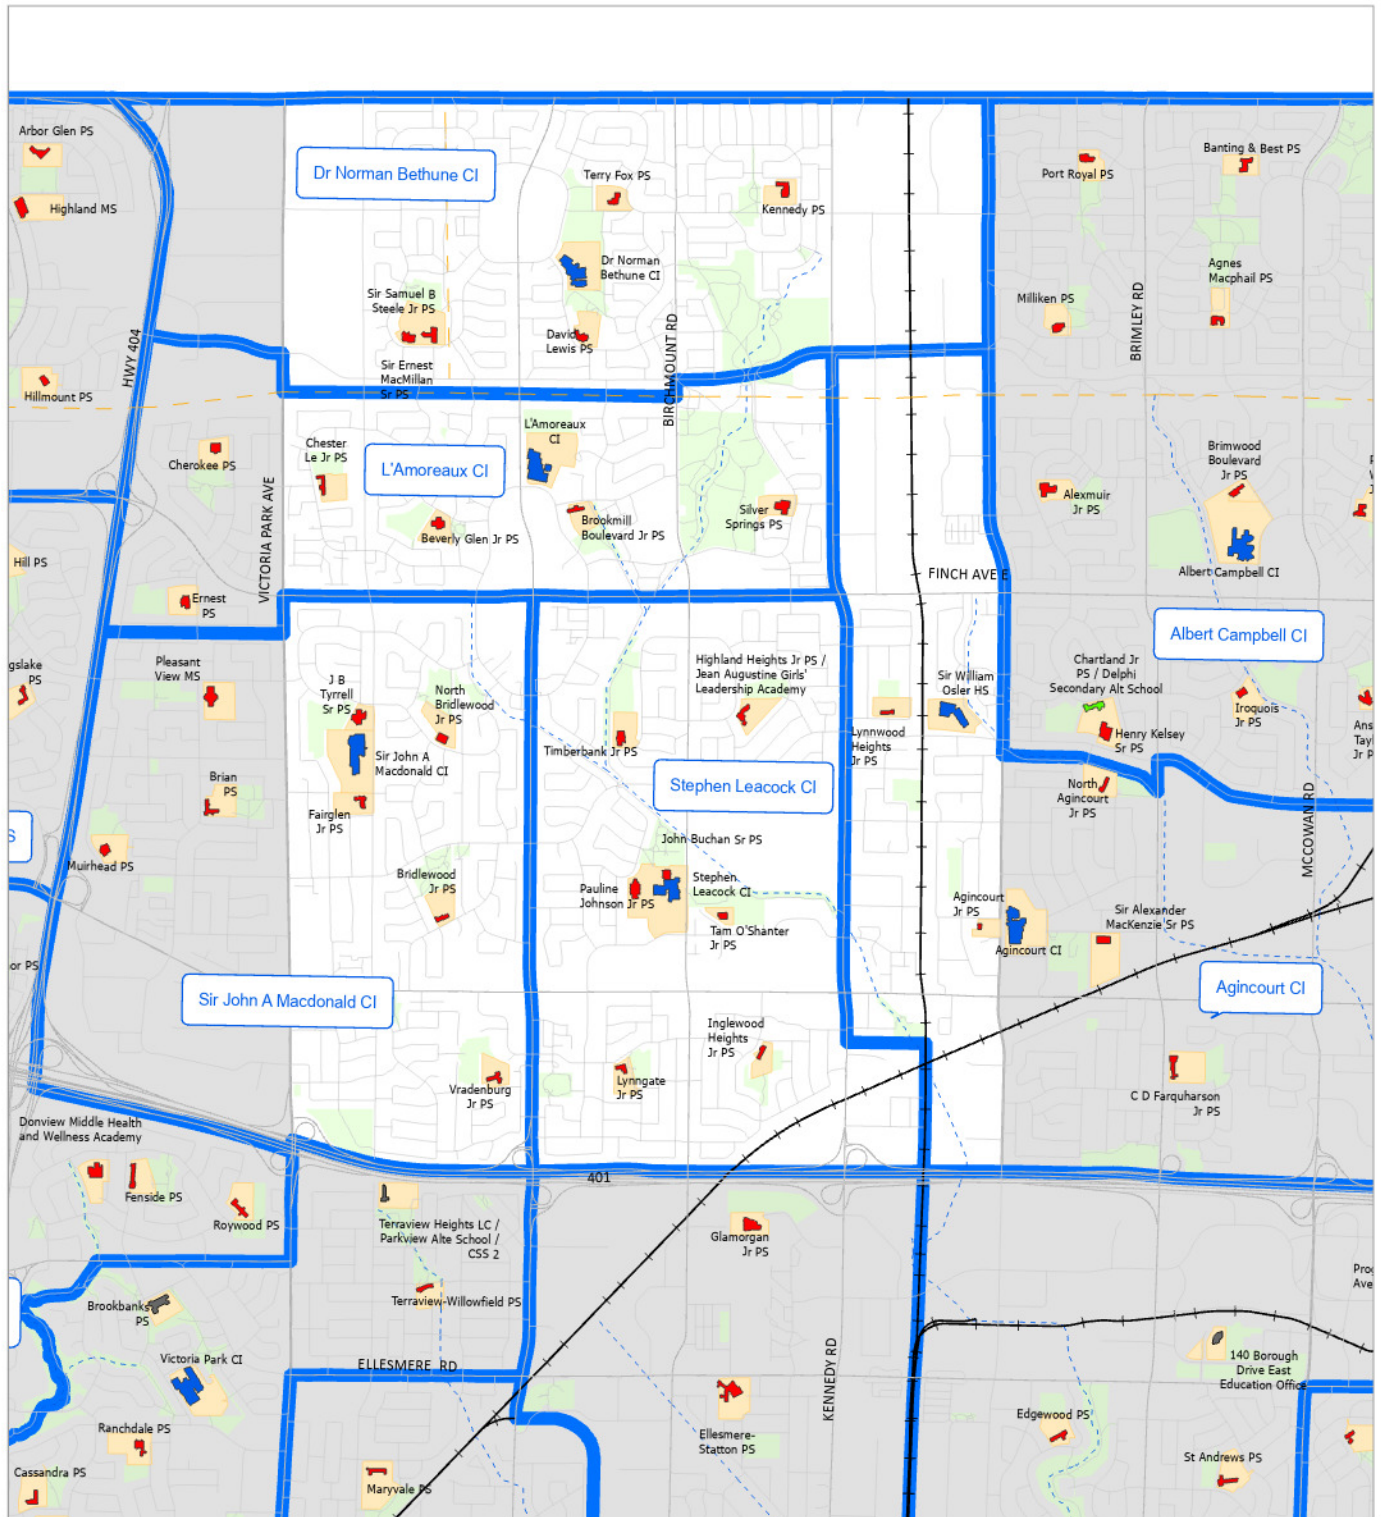 Arbor Glen PS
Highland MS
Dr Norman Bethune CI
Terry Fox PS
Kennedy PS
Port Royal PS
Banting & Best PS
Dr Norman
Bethune CI
Agnes
Macphail PS
Sir Samuel B
Steele Jr PS
David
Lewis PS
Milliken PS
BRIMLEY RD
HWY 404
BIRCHMOUNT RD
Sir Ernest
MacMillan
Sr PS
Hillmount PS
Cherokee PS
Chester
Le Jr PS
L'Amoreaux CI
L'Amoreaux
CI
Brimwood
Boulevard
Jr PS
Alexmuir
Jr PS
VICTORIA PARK AVE
Beverly Glen Jr PS
Brookmill
Boulevard Jr PS
Silver
Springs PS
Hill PS
FINCH AVE E
Albert Campbell CI
Ernest
PS
Albert Campbell CI
gslake
PS
Pleasant
View MS
J B
Tyrrell
Sr PS
North
Bridlewood
Jr PS
Highland Heights Jr PS /
Jean Augustine Girls'
Leadership Academy
Sir William
Osler HS
Chartland Jr
PS / Delphi
Secondary Alt School
Iroquois
Jr PS
Ans
Tayl
Jr P
Henry Kelsey
Sr PS
Timberbank Jr PS
Lynnwood
Heights
Jr PS
Sir John A
Macdonald CI
Brian
PS
Stephen Leacock CI
North
Agincourt
Jr PS
MCCOWAN RD
Fairglen
Jr PS
S
Muirhead PS
John Buchan Sr PS
Bridlewood
Jr PS
Pauline
Johnson Jr PS
Stephen
Leacock CI
Agincourt
Jr PS
Sir Alexander
MacKenzie Sr PS
Tam O'Shanter
Jr PS
Agincourt CI
or PS
Sir John A Macdonald CI
Agincourt CI
Inglewood
Heights
Jr PS
Vradenburg
Jr PS
Lynngate
Jr PS
C D Farquharson
Jr PS
Donview Middle Health
and Wellness Academy
401
Fenside PS
Roywood PS
Terraview Heights LC /
Parkview Alte School /
CSS 2
Glamorgan
Jr PS
Prog
Ave
Brookbanks
PS
Terraview-Willowfield PS
Victoria Park CI
ELLESMERE RD
KENNEDY RD
140 Borough
Drive East
Education Office
Ranchdale PS
Ellesmere-
Statton PS
Edgewood PS
Cassandra PS
Maryvale PS
St Andrews PS